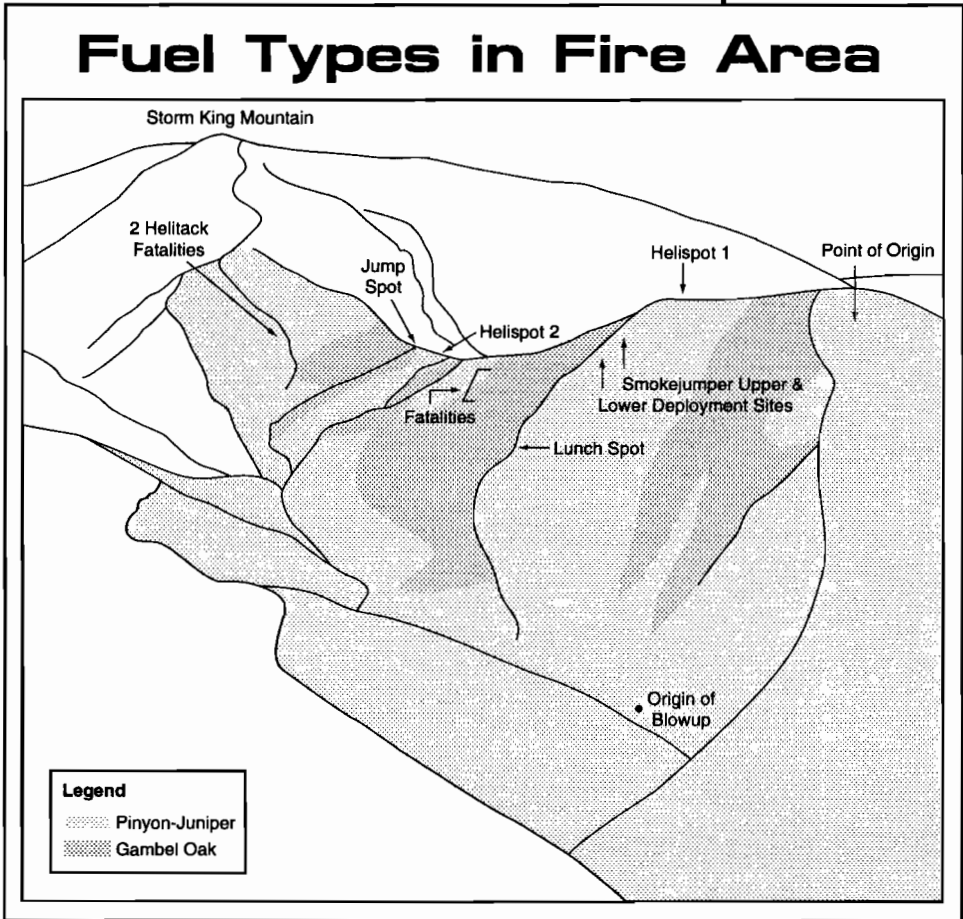 Fuel Types in Fire Area
Storm King Mountain
2 Helitack
Fatalities
Jump
Spot
Helispot 1
Point of Origin
Helispot 2
Fatalities
Smokejumper Upper &
Lower Deployment Sites
Lunch Spot
Origin of
Blowup
Legend
Pinyon-Juniper
Gambel Oak